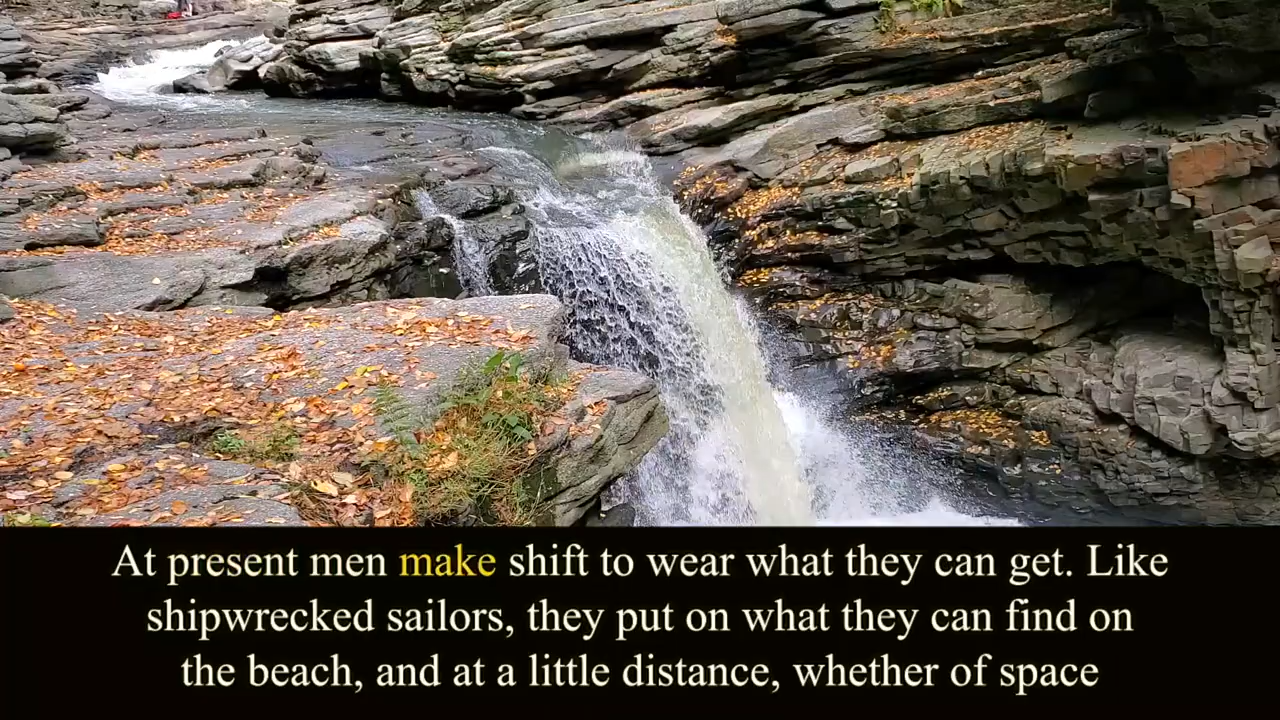 At present men make shift to wear what they can get. Like
shipwrecked sailors, they put on what they can find on
the beach, and at a little distance, whether of space